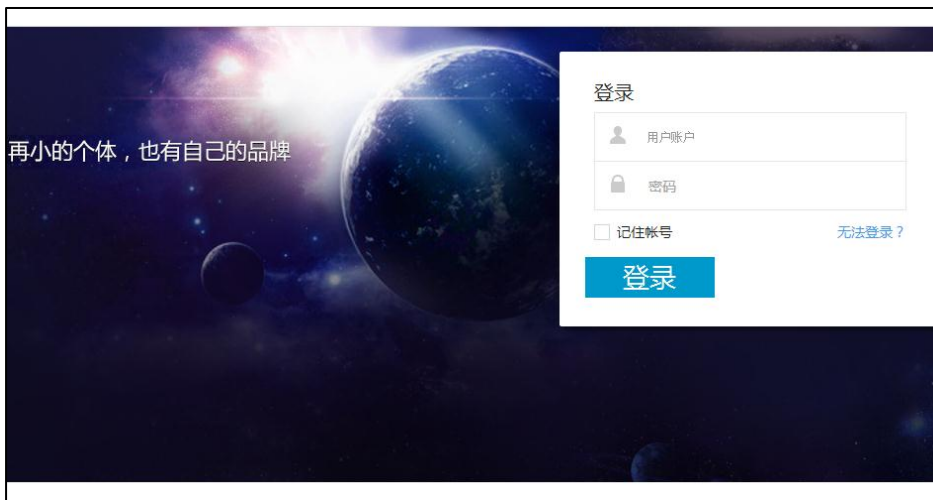 再小的个体，也有自己的品牌
登录
用户账户
密码
记住帐号
无法登录？
登录